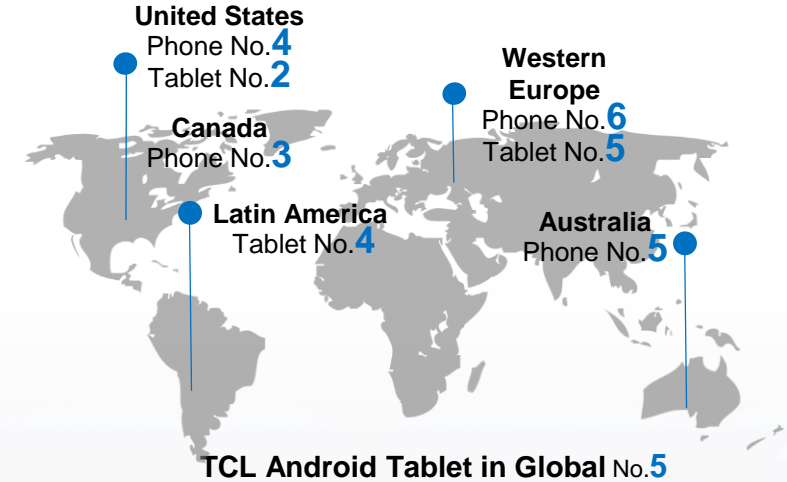 United States
Phone No.4
Tablet No.2
Canada
Phone No.3
Latin America
Tablet No.4
Western
Europe
Phone No.6
Tablet No.5
Australia
Phone No.5
TCL Android Tablet in Global No.5